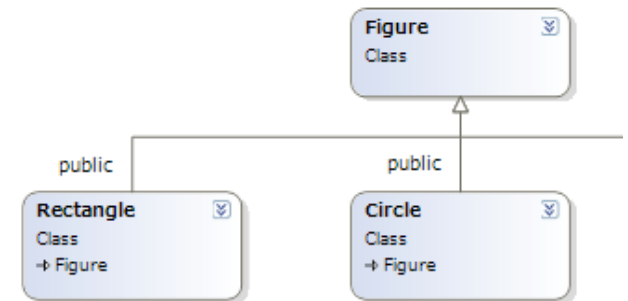 Figure
Class
public
public
Rectangle
Class
Figure
Circle
Class
Figure